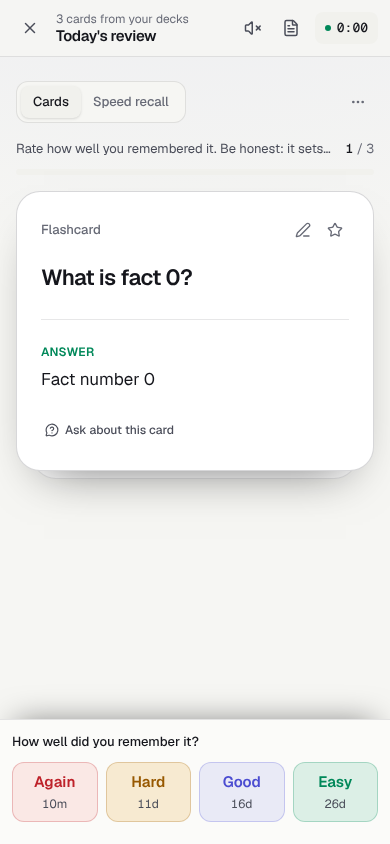 3 cards from your decks
Today's review
0:00
Cards
Speed recall
Rate how well you remembered it. Be honest: it sets...
1 / 3
Flashcard
What is fact 0?
ANSWER
Fact number 0
Ask about this card
How well did you remember it?
Again
10m
Hard
11d
Good
16d
Easy
26d